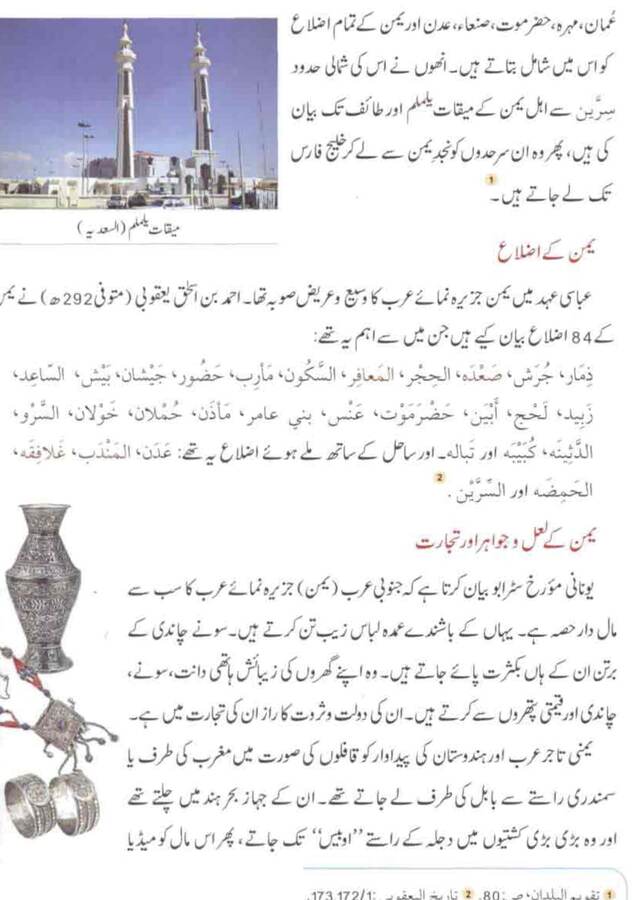 عُمان، مہرہ، حضرموت، صنعاء، عدن اور یمن کے تمام اضلاع
کو اس میں شامل بتاتے ہیں۔ انھوں نے اس کی شمالی حدود
سِرَّین سے اہل یمن کے میقات یلملم اور طائف تک بیان
کی ہیں، پھر وہ ان سرحدوں کو نجد یمن سے لے کر خلیج فارس
تک لے جاتے ہیں۔ 1
میقات یلملم (السعدیہ)
یمن کے اضلاع
عباسی عہد میں یمن جزیرہ نمائے عرب کا وسیع و عریض صوبہ تھا۔ احمد بن اسحٰق یعقوبی (متوفی 292ھ) نے یمن
کے 84 اضلاع بیان کیے ہیں جن میں سے اہم یہ تھے:
ذِمَار، جُرَش، صَعْدَہ، الحِجْر، المَعافِر، السَّکُون، مَأرِب، حَضُور، جَیْشَان، بَیْش، السَّاعِد،
زَبِید، لَحْج، أَبْیَن، حَضْرَمَوْت، عَنْس، بنی عامر، مَأذَن، حُمْلان، خَوْلان، السَّرْو،
الدَّثِینَہ، کُبَیْبَہ اور تَبالہ۔ اور ساحل کے ساتھ ملے ہوئے اضلاع یہ تھے: عَدَن، المَنْدَب، غَلَافِقَہ،
الحَمِضَہ اور السِّرَّیْن۔ 2
یمن کے لعل و جواہر اور تجارت
یونانی مؤرخ سٹرابو بیان کرتا ہے کہ جنوبی عرب (یمن) جزیرہ نمائے عرب کا سب سے
مال دار حصہ ہے۔ یہاں کے باشندے عمدہ لباس زیب تن کرتے ہیں۔ سونے چاندی کے
برتن ان کے ہاں بکثرت پائے جاتے ہیں۔ وہ اپنے گھروں کی زیبائش ہاتھی دانت، سونے،
چاندی اور قیمتی پتھروں سے کرتے ہیں۔ ان کی دولت و ثروت کا راز ان کی تجارت میں ہے۔
یمنی تاجر عرب اور ہندوستان کی پیداوار کو قافلوں کی صورت میں مغرب کی طرف یا
سمندری راستے سے بابل کی طرف لے جاتے تھے۔ ان کے جہاز بحر ہند میں چلتے تھے
اور وہ بڑی بڑی کشتیوں میں دجلہ کے راستے ''اوبیس'' تک جاتے، پھر اس مال کو میڈیا
1 تقویم البلدان، ص: 80. 2 تاریخ الیعقوبی: 173,172/1.